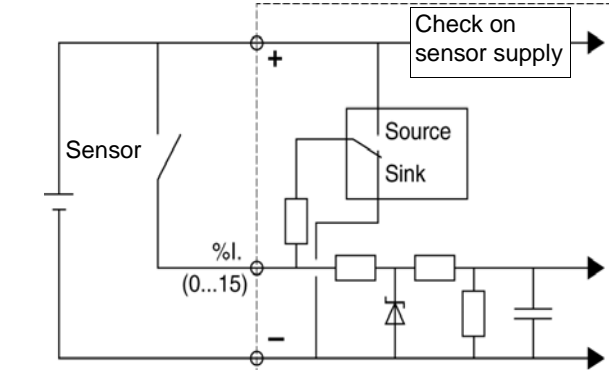 Check on
sensor supply
+
Source
Sensor
Sink
%I.
(0...15)
−